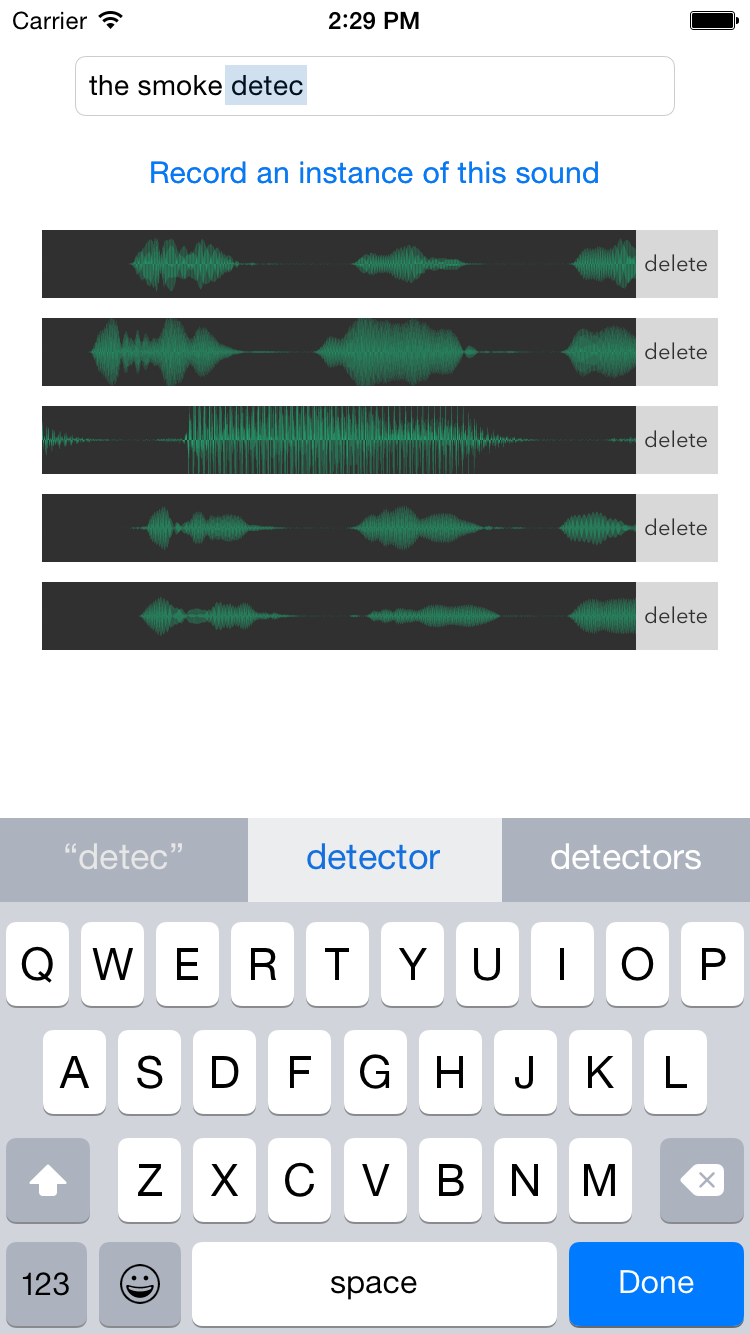 Carrier 2:29 PM
the smoke detec
Record an instance of this sound
delete
delete
delete
delete
delete
“detec” detector detectors
Q W E R T Y U I O P
A S D F G H J K L
Z X C V B N M
123 space Done